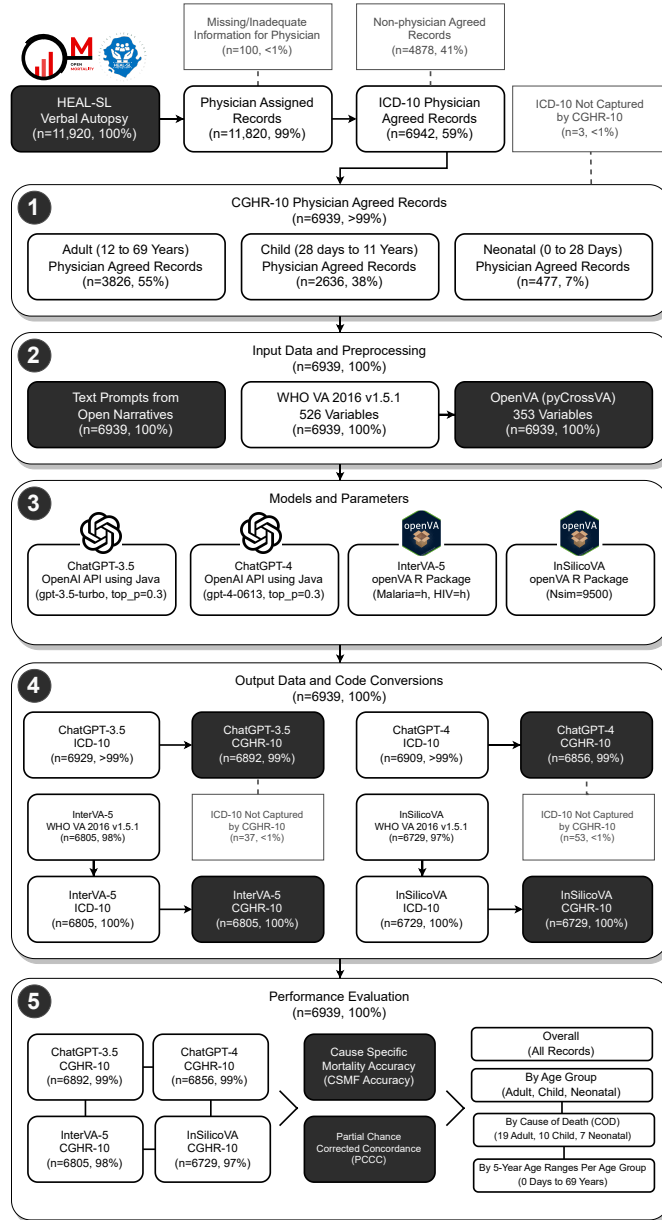 Missing/Inadequate
Information for Physician
(n=100, <1%)
Non-physician Agreed
Records
(n=4878, 41%)
OPEN
MORTALITY
HEAL-SL
HEAL-SL
Verbal Autopsy
(n=11,920, 100%)
Physician Assigned
Records
(n=11,820, 99%)
ICD-10 Physician
Agreed Records
(n=6942, 59%)
ICD-10 Not Captured
by CGHR-10
(n=3, <1%)
1
CGHR-10 Physician Agreed Records
(n=6939, >99%)
Adult (12 to 69 Years)
Physician Agreed Records
(n=3826, 55%)
Child (28 days to 11 Years)
Physician Agreed Records
(n=2636, 38%)
Neonatal (0 to 28 Days)
Physician Agreed Records
(n=477, 7%)
2
Input Data and Preprocessing
(n=6939, 100%)
Text Prompts from
Open Narratives
(n=6939, 100%)
WHO VA 2016 v1.5.1
526 Variables
(n=6939, 100%)
OpenVA (pyCrossVA)
353 Variables
(n=6939, 100%)
3
Models and Parameters
ChatGPT-3.5
OpenAI API using Java
(gpt-3.5-turbo, top_p=0.3)
ChatGPT-4
OpenAI API using Java
(gpt-4-0613, top_p=0.3)
openVA
InterVA-5
openVA R Package
(Malaria=h, HIV=h)
openVA
InSilicoVA
openVA R Package
(Nsim=9500)
4
Output Data and Code Conversions
(n=6939, 100%)
ChatGPT-3.5
ICD-10
(n=6929, >99%)
ChatGPT-3.5
CGHR-10
(n=6892, 99%)
ChatGPT-4
ICD-10
(n=6909, >99%)
ChatGPT-4
CGHR-10
(n=6856, 99%)
InterVA-5
WHO VA 2016 v1.5.1
(n=6805, 98%)
ICD-10 Not Captured
by CGHR-10
(n=37, <1%)
InSilicoVA
WHO VA 2016 v1.5.1
(n=6729, 97%)
ICD-10 Not Captured
by CGHR-10
(n=53, <1%)
InterVA-5
ICD-10
(n=6805, 100%)
InterVA-5
CGHR-10
(n=6805, 100%)
InSilicoVA
ICD-10
(n=6729, 100%)
InSilicoVA
CGHR-10
(n=6729, 100%)
5
Performance Evaluation
(n=6939, 100%)
ChatGPT-3.5
CGHR-10
(n=6892, 99%)
ChatGPT-4
CGHR-10
(n=6856, 99%)
InterVA-5
CGHR-10
(n=6805, 98%)
InSilicoVA
CGHR-10
(n=6729, 97%)
Cause Specific
Mortality Accuracy
(CSMF Accuracy)
Partial Chance
Corrected Concordance
(PCCC)
Overall
(All Records)
By Age Group
(Adult, Child, Neonatal)
By Cause of Death (COD)
(19 Adult, 10 Child, 7 Neonatal)
By 5-Year Age Ranges Per Age Group
(0 Days to 69 Years)